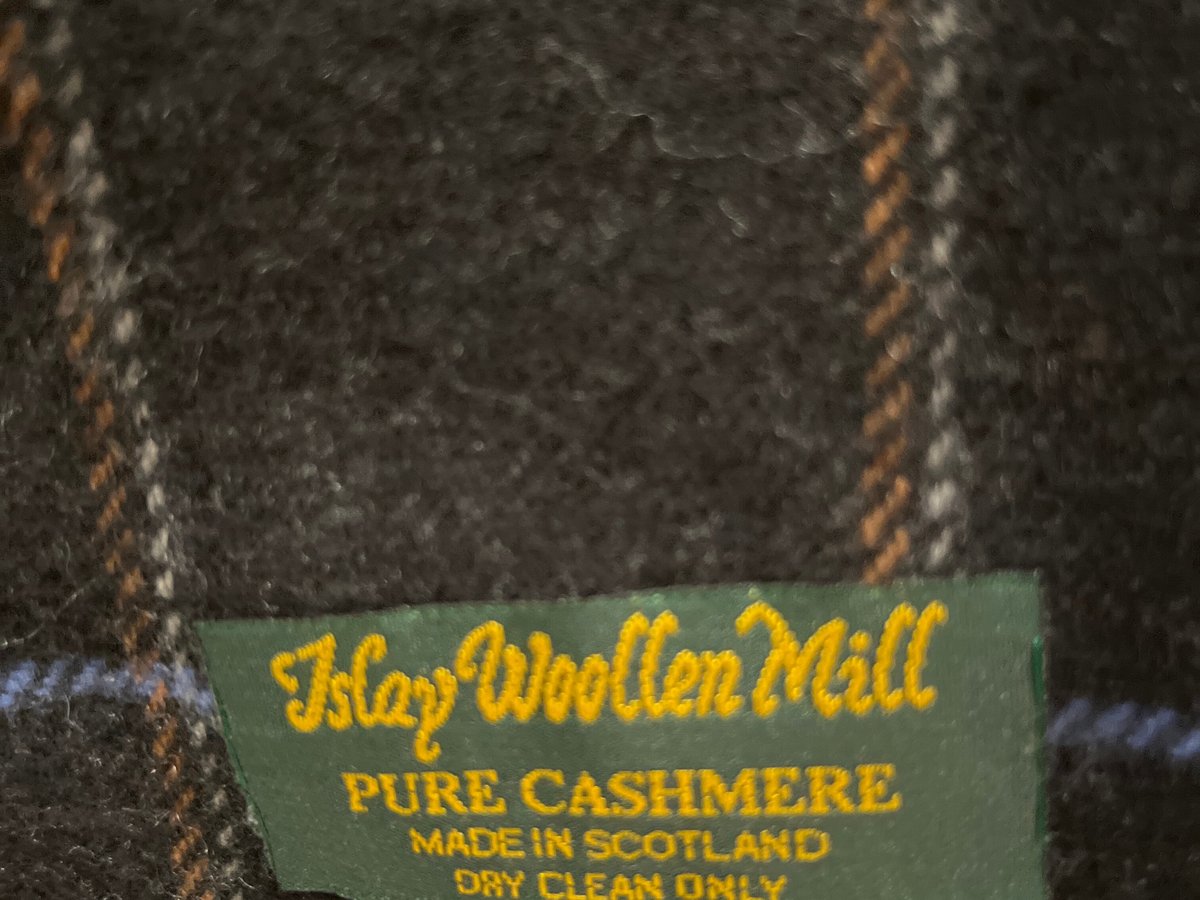 Islay Woollen Mill
PURE CASHMERE
MADE IN SCOTLAND
DRY CLEAN ONLY